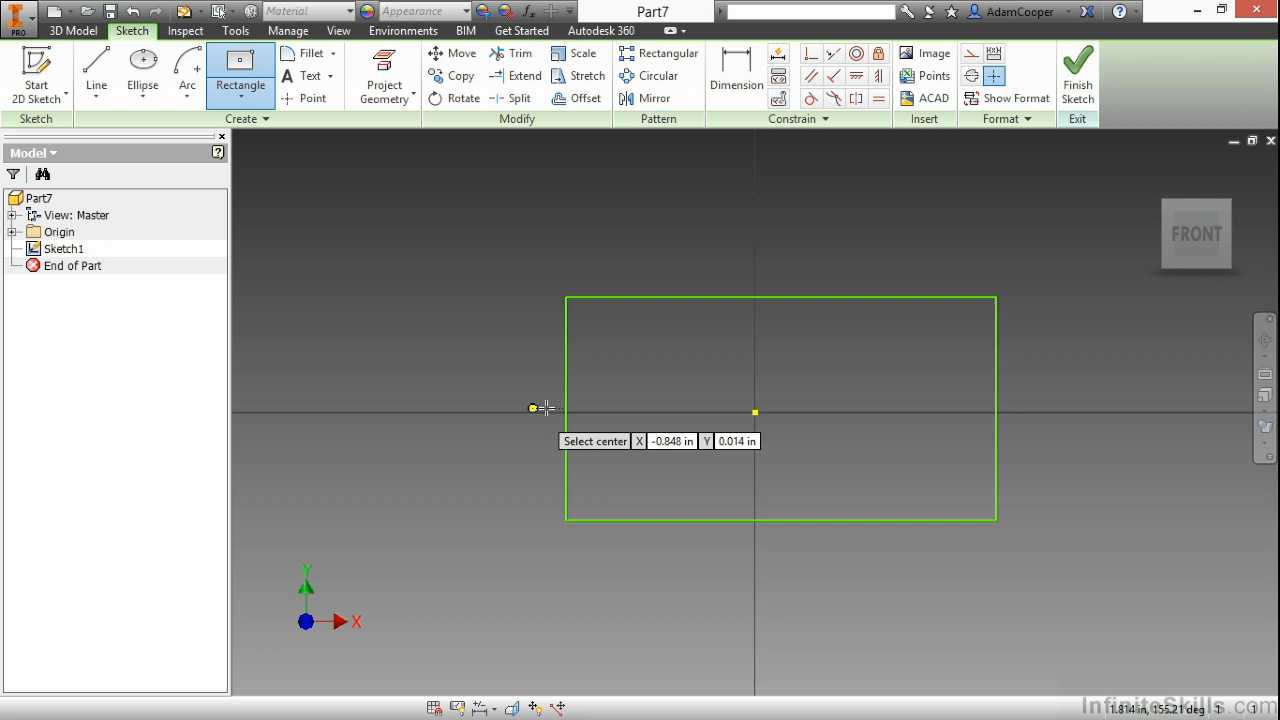 Material
Appearance
Part7
AdamCooper
PRO
3D Model
Sketch
Inspect
Tools
Manage
View
Environments
BIM
Get Started
Autodesk 360
Start
2D Sketch
Line
Ellipse
Arc
Rectangle
Fillet
Text
Point
Project
Geometry
Move
Copy
Rotate
Trim
Extend
Split
Scale
Stretch
Offset
Rectangular
Circular
Mirror
Dimension
Image
Points
ACAD
Show Format
Finish
Sketch
Sketch
Create
Modify
Pattern
Constrain
Insert
Format
Exit
Model
Part7
View: Master
Origin
Sketch1
End of Part
FRONT
Select center X -0.848 in Y 0.014 in
Y
X
InfiniteSkills.com
1.814 in, 155.21 deg 1 1